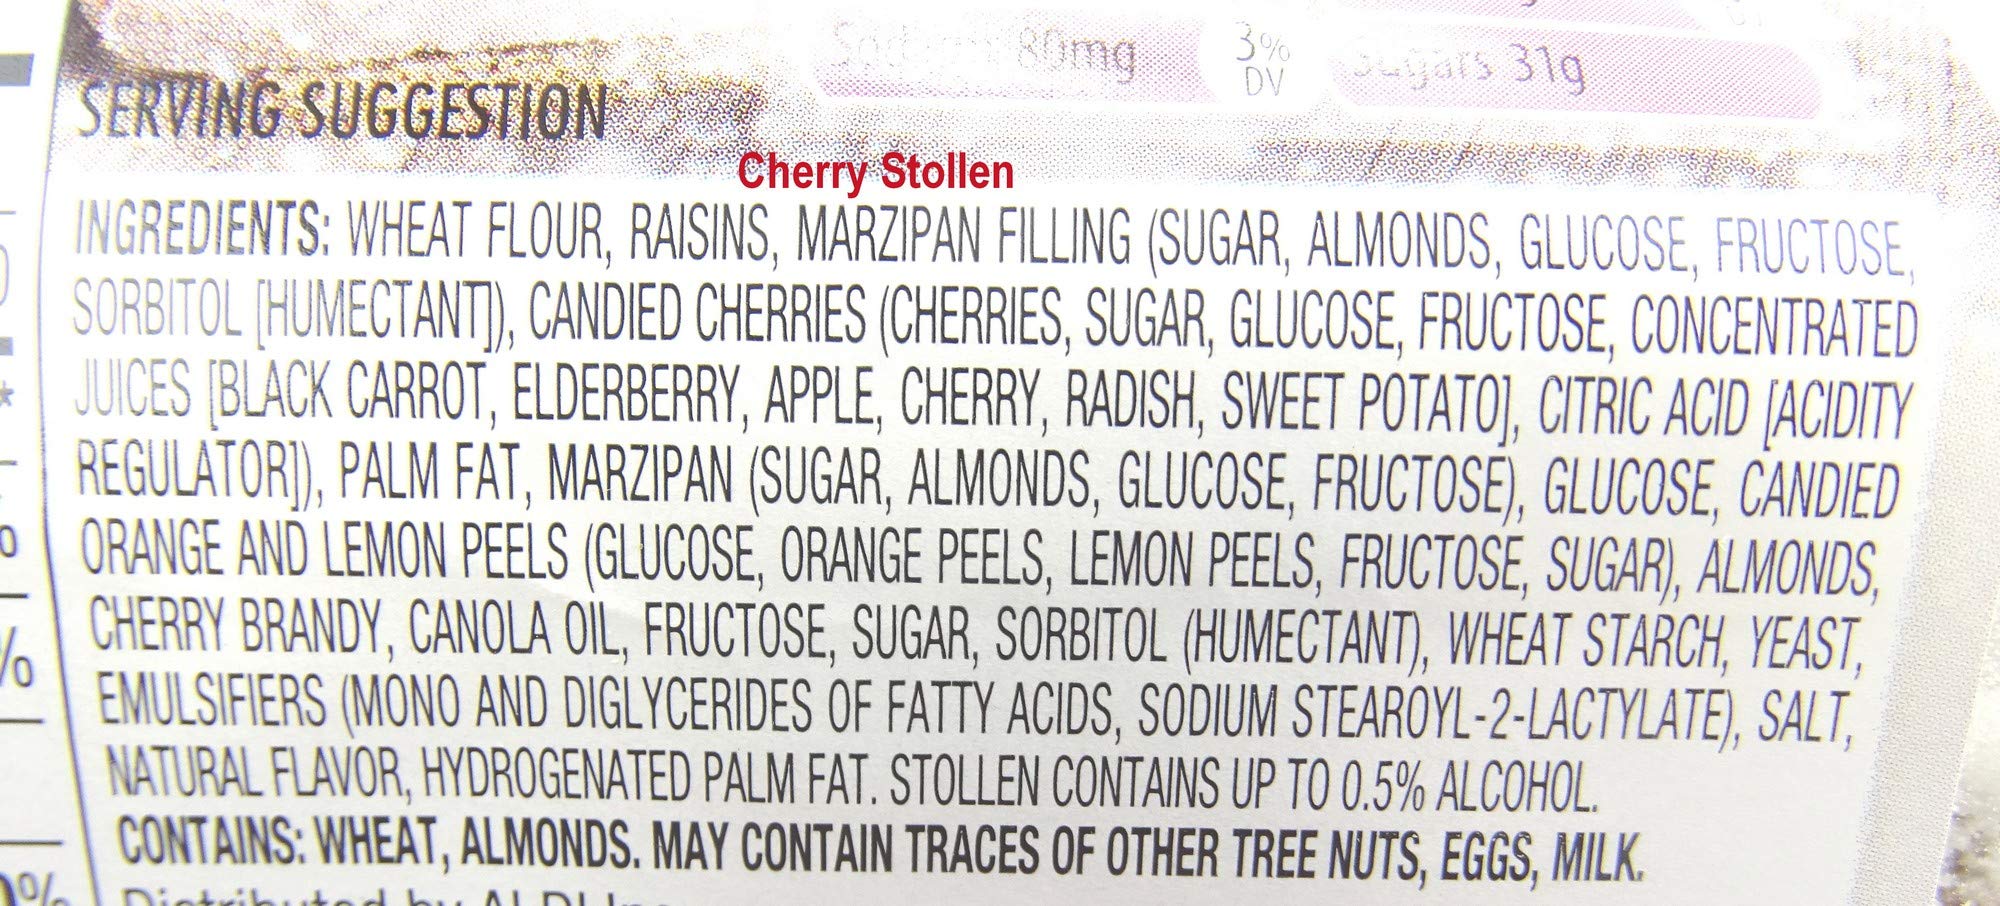 80mg 3% DV Sugars 31g
SERVING SUGGESTION
Cherry Stollen
INGREDIENTS: WHEAT FLOUR, RAISINS, MARZIPAN FILLING (SUGAR, ALMONDS, GLUCOSE, FRUCTOSE,
SORBITOL [HUMECTANT]), CANDIED CHERRIES (CHERRIES, SUGAR, GLUCOSE, FRUCTOSE, CONCENTRATED
JUICES [BLACK CARROT, ELDERBERRY, APPLE, CHERRY, RADISH, SWEET POTATO], CITRIC ACID [ACIDITY
REGULATOR]), PALM FAT, MARZIPAN (SUGAR, ALMONDS, GLUCOSE, FRUCTOSE), GLUCOSE, CANDIED
ORANGE AND LEMON PEELS (GLUCOSE, ORANGE PEELS, LEMON PEELS, FRUCTOSE, SUGAR), ALMONDS,
CHERRY BRANDY, CANOLA OIL, FRUCTOSE, SUGAR, SORBITOL (HUMECTANT), WHEAT STARCH, YEAST,
EMULSIFIERS (MONO AND DIGLYCERIDES OF FATTY ACIDS, SODIUM STEAROYL-2-LACTYLATE), SALT,
NATURAL FLAVOR, HYDROGENATED PALM FAT. STOLLEN CONTAINS UP TO 0.5% ALCOHOL.
CONTAINS: WHEAT, ALMONDS. MAY CONTAIN TRACES OF OTHER TREE NUTS, EGGS, MILK.
Distributed by ALDI Inc